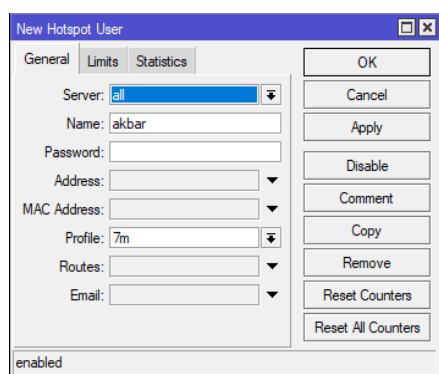 New Hotspot User
General Limits Statistics
Server: all
Name: akbar
Password:
Address:
MAC Address:
Profile: 7m
Routes:
Email:
OK
Cancel
Apply
Disable
Comment
Copy
Remove
Reset Counters
Reset All Counters
enabled